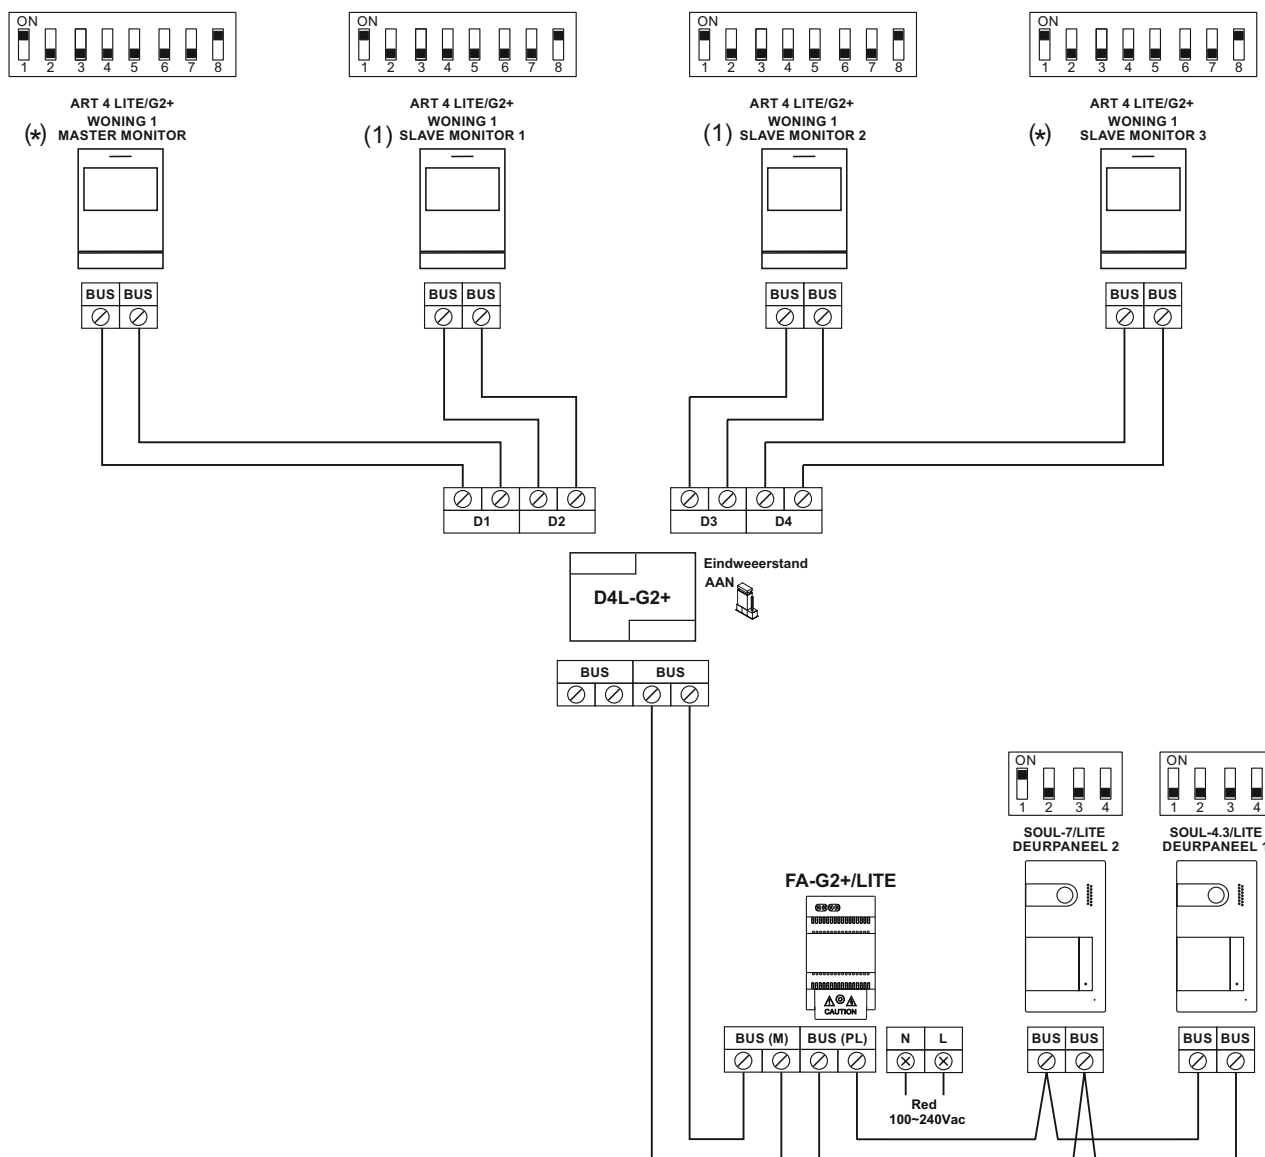 ON
1 2 3 4 5 6 7 8
ON
1 2 3 4 5 6 7 8
ON
1 2 3 4 5 6 7 8
ON
1 2 3 4 5 6 7 8
ART 4 LITE/G2+
WONING 1
(*) MASTER MONITOR
ART 4 LITE/G2+
WONING 1
(1) SLAVE MONITOR 1
ART 4 LITE/G2+
WONING 1
(1) SLAVE MONITOR 2
ART 4 LITE/G2+
WONING 1
(*) SLAVE MONITOR 3
BUS BUS
BUS BUS
BUS BUS
BUS BUS
D1 D2
D3 D4
Eindweeerstand
AAN
D4L-G2+
BUS BUS
ON
1 2 3 4
ON
1 2 3 4
SOUL-7/LITE
DEURPANEEL 2
SOUL-4.3/LITE
DEURPANEEL 1
FA-G2+/LITE
CAUTION
BUS (M) BUS (PL) N L
BUS BUS
BUS BUS
Red
100~240Vac